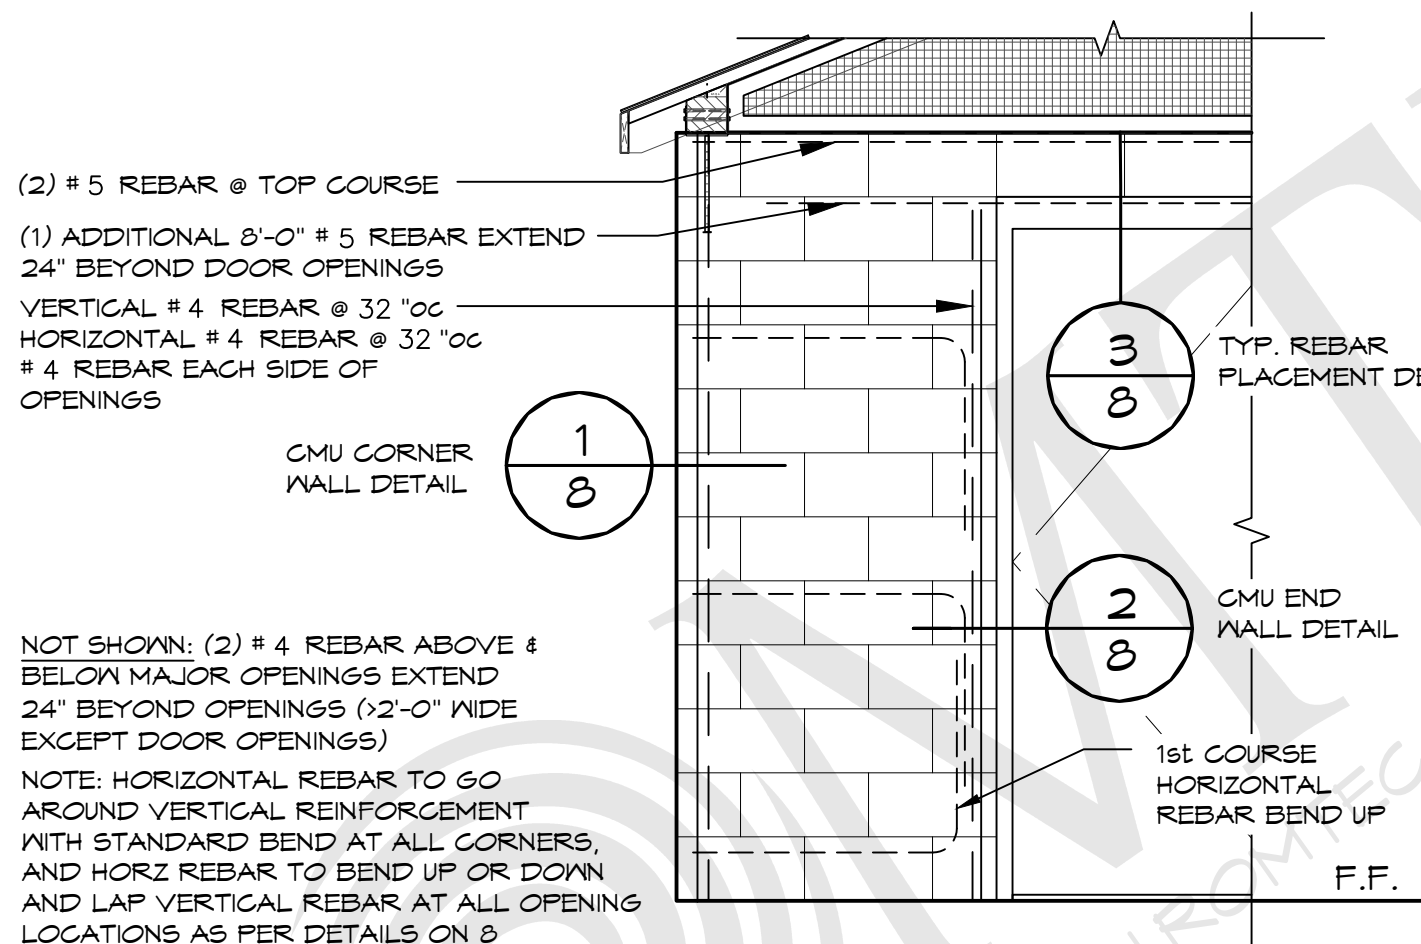 (2) #5 REBAR @ TOP COURSE
(1) ADDITIONAL 8'-0" #5 REBAR EXTEND
24" BEYOND DOOR OPENINGS
VERTICAL #4 REBAR @ 32 "OC
HORIZONTAL #4 REBAR @ 32 "OC
#4 REBAR EACH SIDE OF
OPENINGS
3
8
TYP. REBAR
PLACEMENT
CMU CORNER
WALL DETAIL
1
8
2
8
CMU END
WALL DETAIL
NOT SHOWN: (2) #4 REBAR ABOVE &
BELOW MAJOR OPENINGS EXTEND
24" BEYOND OPENINGS (>2'-0" WIDE
EXCEPT DOOR OPENINGS)
NOTE: HORIZONTAL REBAR TO GO
AROUND VERTICAL REINFORCEMENT
WITH STANDARD BEND AT ALL CORNERS,
AND HORZ REBAR TO BEND UP OR DOWN
AND LAP VERTICAL REBAR AT ALL OPENING
LOCATIONS AS PER DETAILS ON 8
1st COURSE
HORIZONTAL
REBAR BEND UP
F.F.